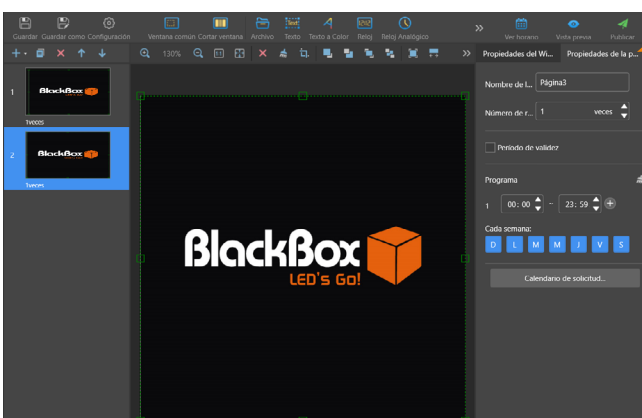 Guardar Guardar como Configuración Ventana común Cortar ventana Archivo Texto Texto a Color Reloj Reloj Analógico Ver horario Vista previa Publicar
130%
Propiedades del Wi... Propiedades de la p...
1
BlackBox
1veces
2
BlackBox
1veces
BlackBox
LED's Go!
Nombre de l... Página3
Número de r... 1 veces
Período de validez
Programa
1 00: 00 ~ 23: 59
Cada semana:
D L M M J V S
Calendario de solicitud...